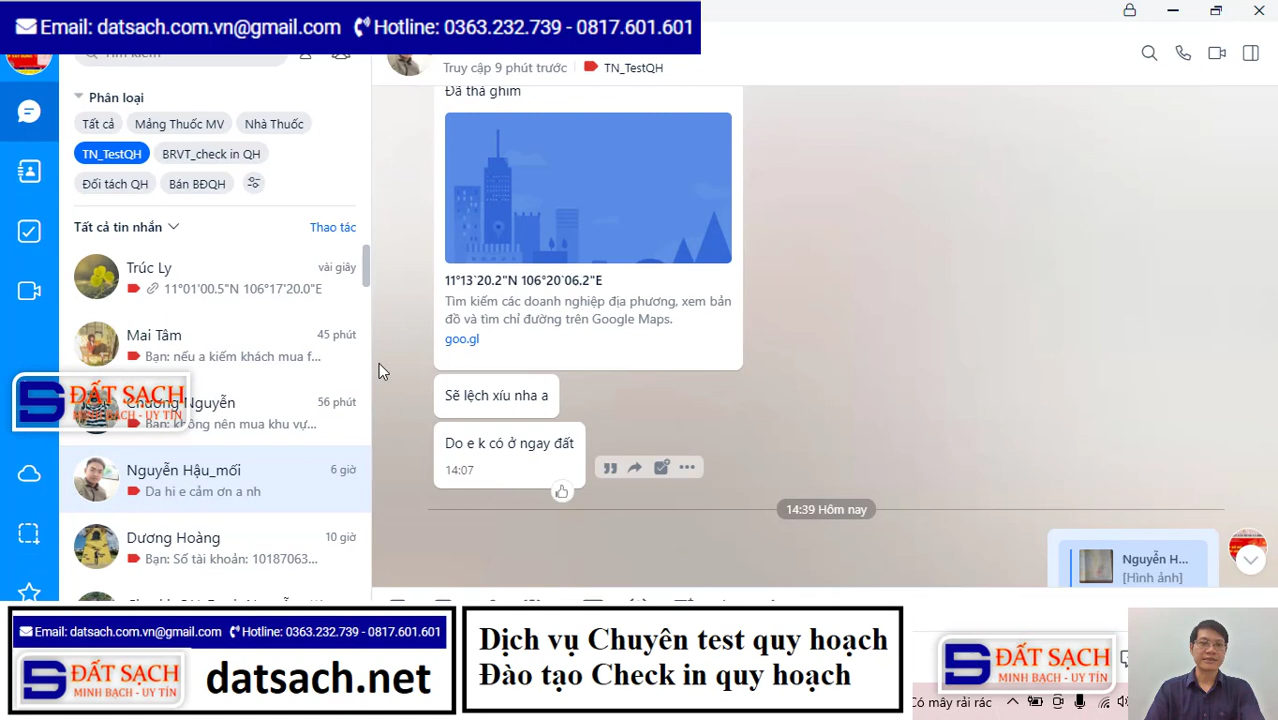 Email: datsach.com.vn@gmail.com Hotline: 0363.232.739 - 0817.601.601
Tìm kiếm
Truy cập 9 phút trước TN_TestQH
Phân loại
Tất cả Mảng Thuốc MV Nhà Thuốc
TN_TestQH BRVT_check in QH
Đối tách QH Bán BĐQH
Tất cả tin nhắn Thao tác
Trúc Ly vài giây
11°01'00.5"N 106°17'20.0"E
Mai Tâm 45 phút
Bạn: nếu a kiếm khách mua f...
Chương Nguyễn 56 phút
Bạn: không nên mua khu vự...
Nguyễn Hậu_mối 6 giờ
Da hi e cảm ơn a nh
Dương Hoàng 10 giờ
Bạn: Số tài khoản: 10187063...
Đã thả ghim
11°13`20.2"N 106°20`06.2"E
Tìm kiếm các doanh nghiệp địa phương, xem bản
đồ và tìm chỉ đường trên Google Maps.
goo.gl
Sẽ lệch xíu nha a
Do e k có ở ngay đất
14:07
14:39 Hôm nay
Nguyễn H...
[Hình ảnh]
ĐẤT SẠCH
MINH BẠCH - UY TÍN
Email: datsach.com.vn@gmail.com Hotline: 0363.232.739 - 0817.601.601
ĐẤT SẠCH
MINH BẠCH - UY TÍN
datsach.net
Dịch vụ Chuyên test quy hoạch
Đào tạo Check in quy hoạch
ĐẤT SẠCH
MINH BẠCH - UY TÍN
Có mây rải rác